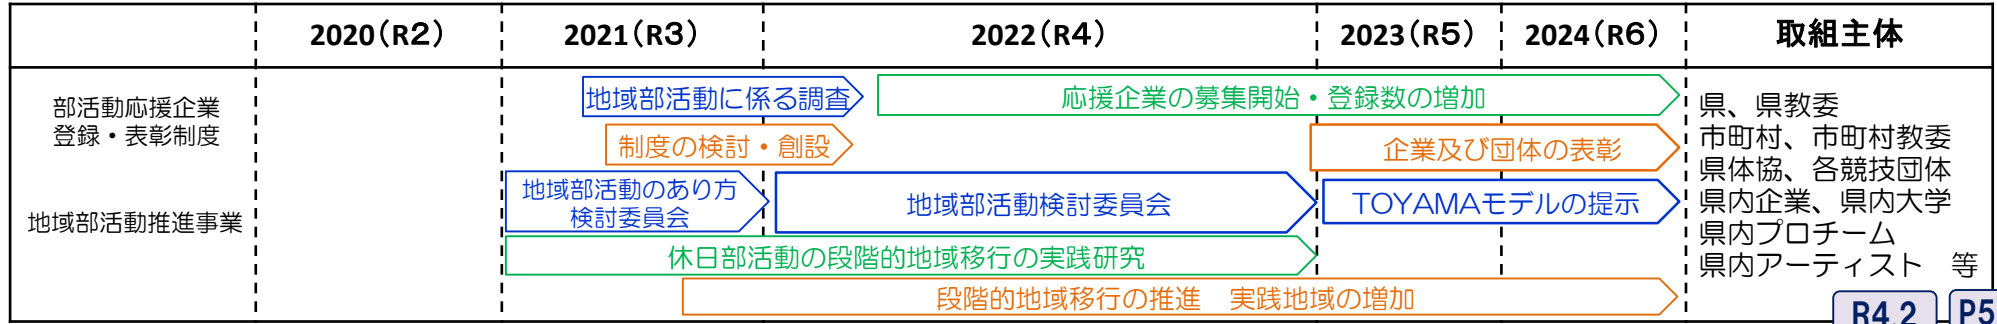 2020(R2)
2021(R3)
2022(R4)
2023(R5)
2024(R6)
取組主体
部活動応援企業
登録・表彰制度
地域部活動に係る調査
応援企業の募集開始・登録数の増加
制度の検討・創設
企業及び団体の表彰
地域部活動推進事業
地域部活動のあり方
検討委員会
地域部活動検討委員会
TOYAMAモデルの提示
休日部活動の段階的地域移行の実践研究
段階的地域移行の推進　実践地域の増加
県、県教委
市町村、市町村教委
県体協、各競技団体
県内企業、県内大学
県内プロチーム
県内アーティスト　等
R4.2
P5